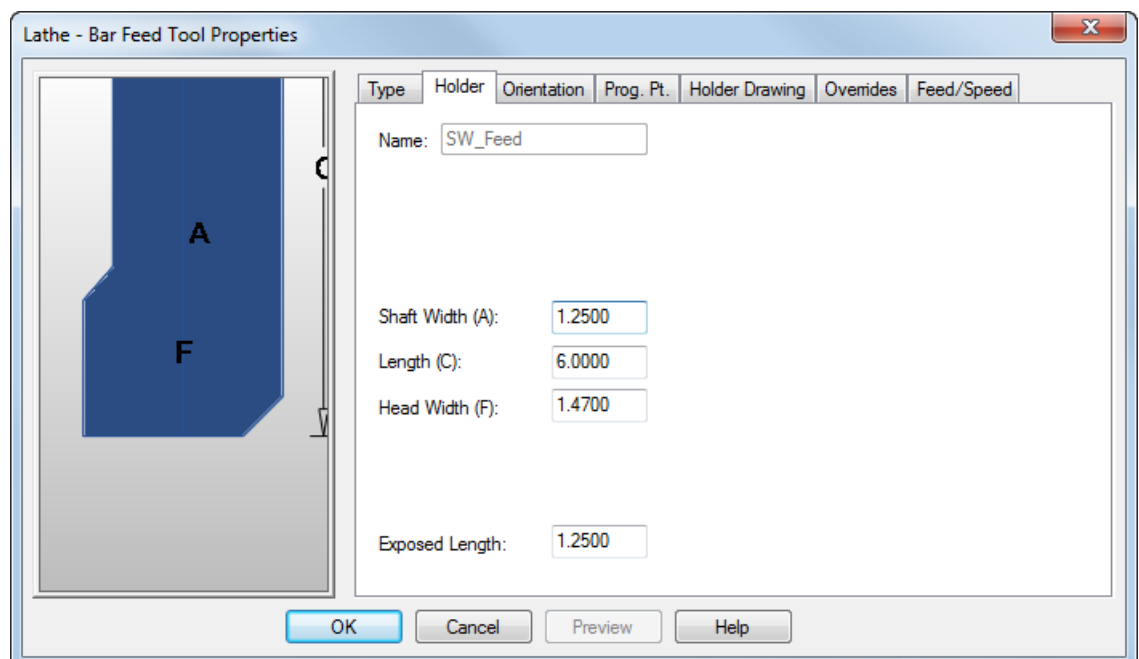 Lathe - Bar Feed Tool Properties
Type Holder Orientation Prog. Pt. Holder Drawing Overrides Feed/Speed
Name: SW_Feed
C
A
Shaft Width (A): 1.2500
F
Length (C): 6.0000
Head Width (F): 1.4700
Exposed Length: 1.2500
OK Cancel Preview Help